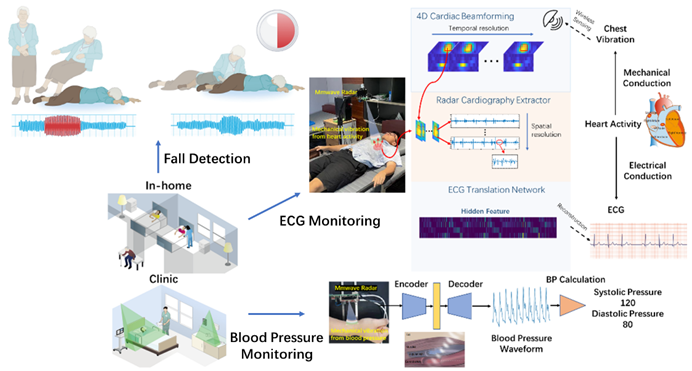 4D Cardiac Beamforming
Temporal resolution
Wireless
Sensing
Chest
Vibration
Mmwave Radar
Mechanical vibration
from heart activity
Radar Cardiography Extractor
Spatial
resolution
Mechanical
Conduction
Heart Activity
Electrical
Conduction
Fall Detection
In-home
ECG Monitoring
ECG Translation Network
Hidden Feature
Reconstruction
ECG
Clinic
Blood Pressure
Monitoring
Mmwave Radar
Mechanical vibration
from blood pressure
Encoder
Decoder
BP Calculation
Blood Pressure
Waveform
Systolic Pressure
120
Diastolic Pressure
80